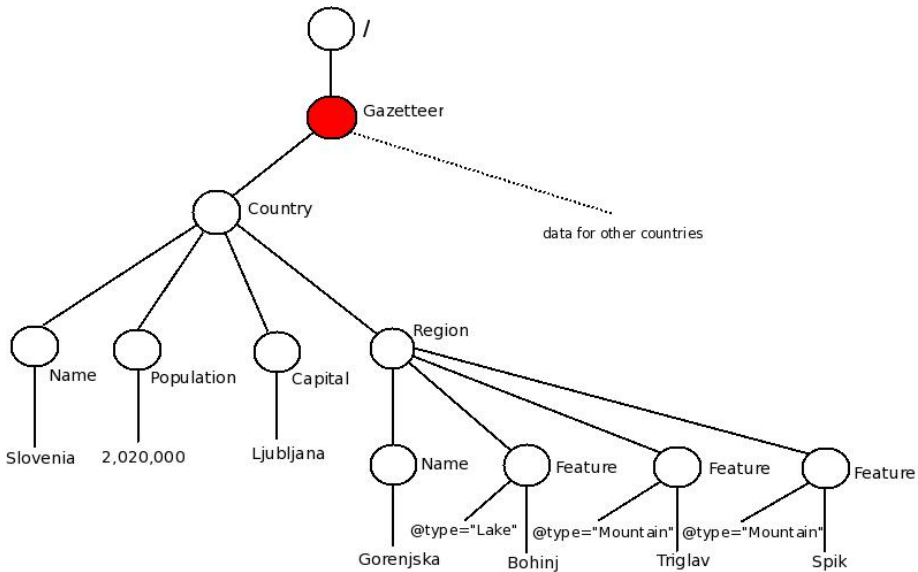 /
Gazetteer
Country
data for other countries
Region
Name
Population
Capital
Slovenia
2,020,000
Ljubljana
Name
Feature
Feature
Feature
@type="Lake"
@type="Mountain"
@type="Mountain"
Gorenjska
Bohinj
Triglav
Spik